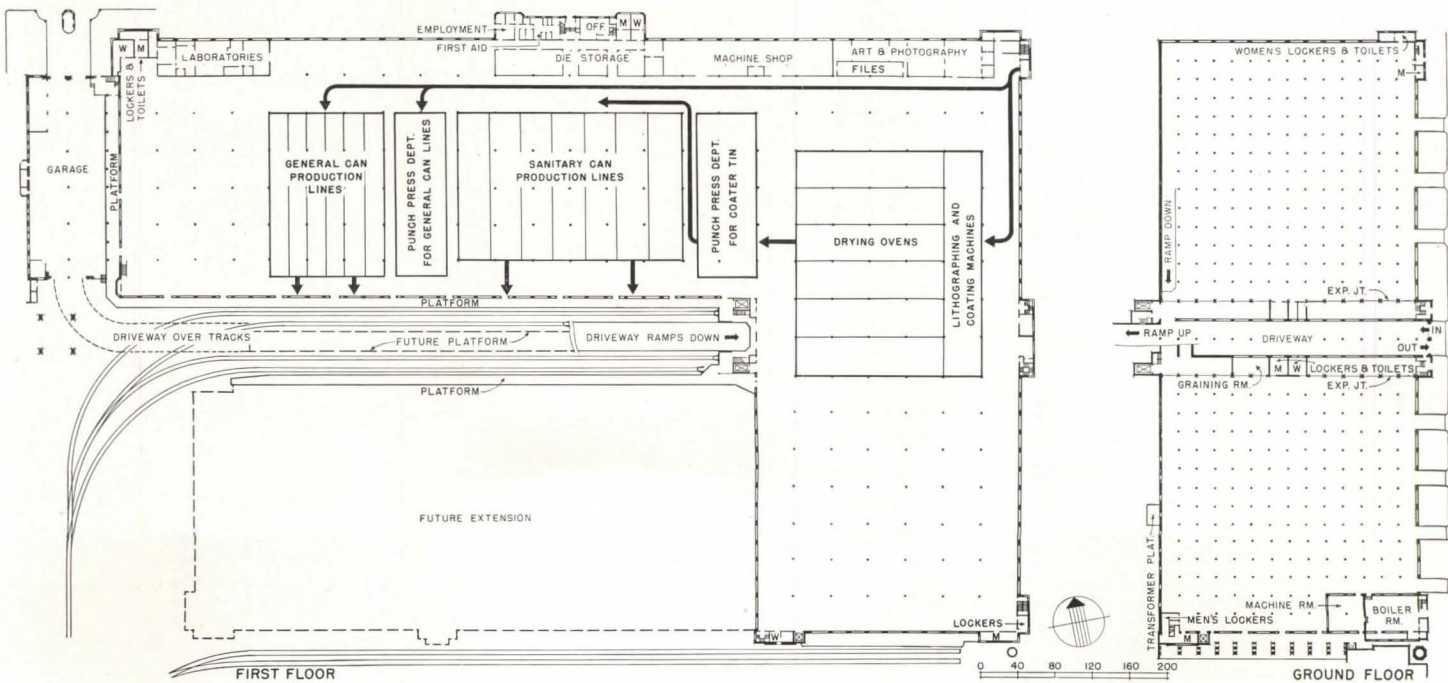 EMPLOYMENT
FIRST AID
OFF
M W
W M
LABORATORIES
DIE STORAGE
MACHINE SHOP
ART & PHOTOGRAPHY
FILES
LOCKERS &
TOILETS
GARAGE
PLATFORM
GENERAL CAN
PRODUCTION
LINES
PUNCH PRESS DEPT.
FOR GENERAL CAN LINES
SANITARY CAN
PRODUCTION LINES
PUNCH PRESS DEPT.
FOR COATER TIN
DRYING OVENS
LITHOGRAPHING AND
COATING MACHINES
PLATFORM
DRIVEWAY OVER TRACKS
FUTURE PLATFORM
DRIVEWAY RAMPS DOWN
PLATFORM
FUTURE EXTENSION
LOCKERS
W
M
FIRST FLOOR
0 40 80 120 160 200
WOMEN'S LOCKERS & TOILETS
M
RAMP DOWN
EXP. JT.
RAMP UP
DRIVEWAY
IN
OUT
M W
LOCKERS & TOILETS
GRAINING RM.
EXP. JT.
TRANSFORMER PLAT.
MACHINE RM.
BOILER
RM.
MEN'S LOCKERS
M
GROUND FLOOR